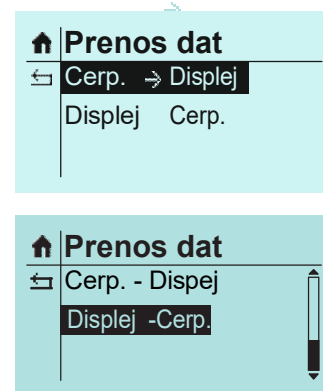 Prenos dat
Cerp. → Displej
Displej Cerp.
Prenos dat
Cerp. - Dispej
Displej -Cerp.